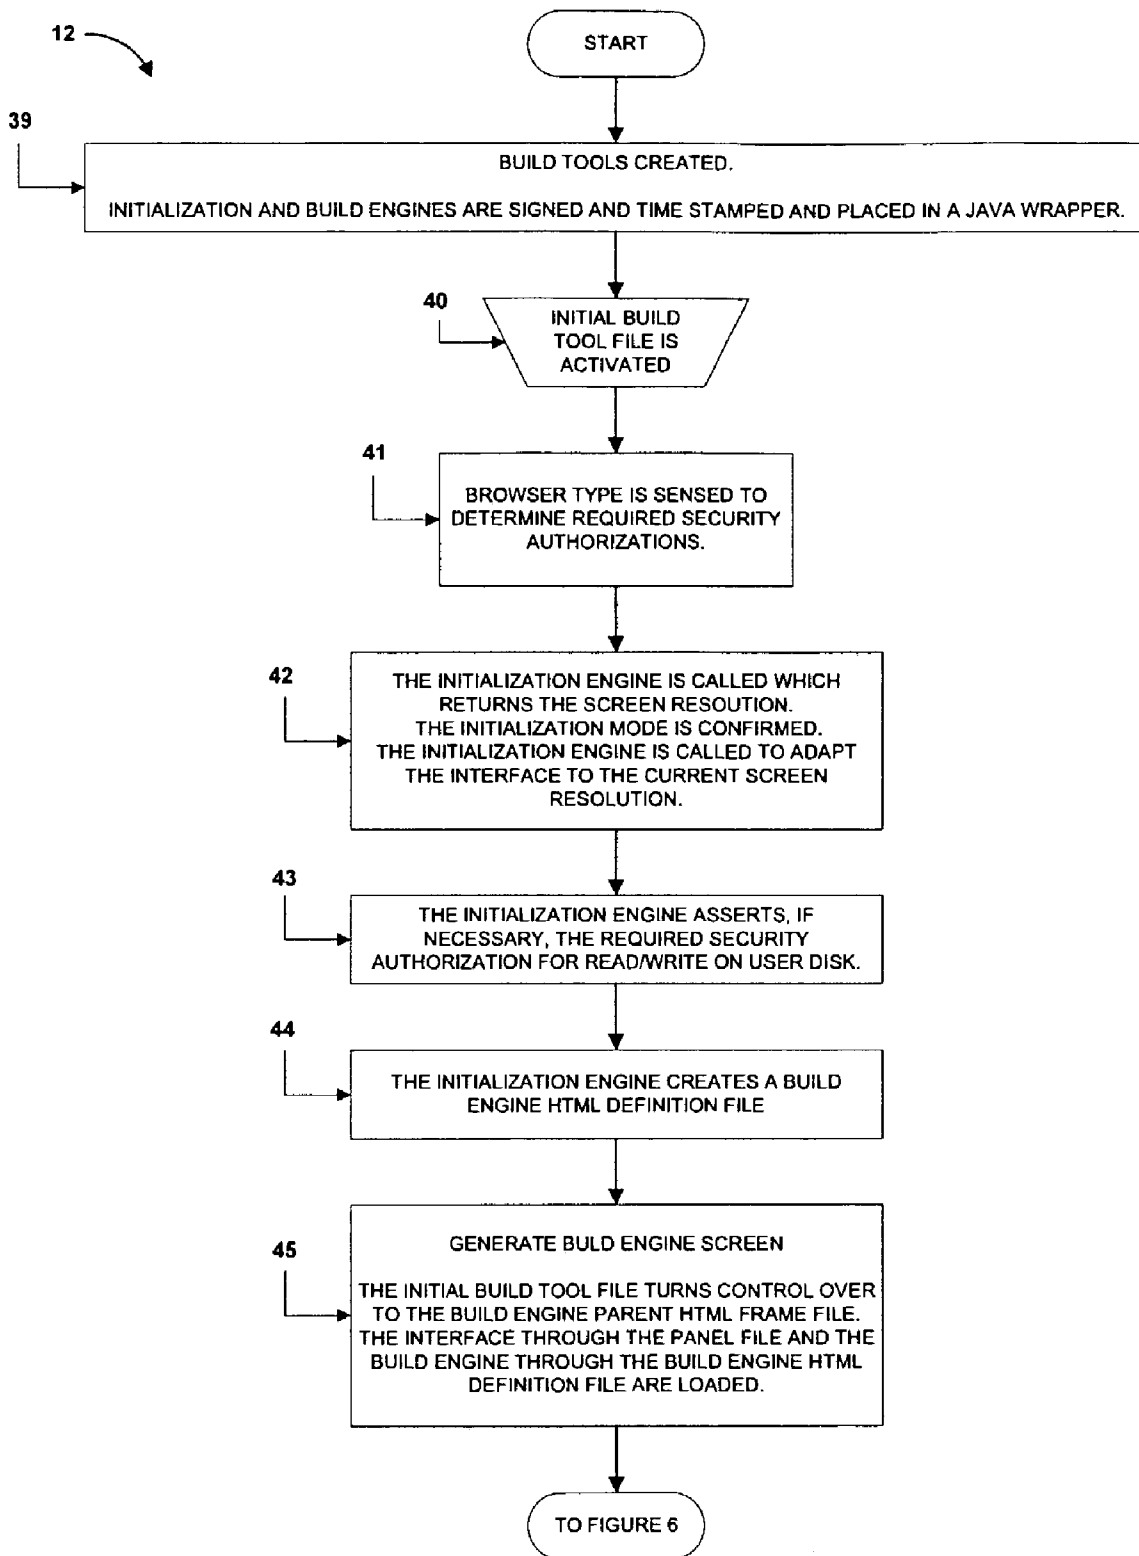 12
START
39
BUILD TOOLS CREATED.
INITIALIZATION AND BUILD ENGINES ARE SIGNED AND TIME STAMPED AND PLACED IN A JAVA WRAPPER.
40
INITIAL BUILD
TOOL FILE IS
ACTIVATED
41
BROWSER TYPE IS SENSED TO
DETERMINE REQUIRED SECURITY
AUTHORIZATIONS.
42
THE INITIALIZATION ENGINE IS CALLED WHICH
RETURNS THE SCREEN RESOUTION.
THE INITIALIZATION MODE IS CONFIRMED.
THE INITIALIZATION ENGINE IS CALLED TO ADAPT
THE INTERFACE TO THE CURRENT SCREEN
RESOLUTION.
43
THE INITIALIZATION ENGINE ASSERTS, IF
NECESSARY, THE REQUIRED SECURITY
AUTHORIZATION FOR READ/WRITE ON USER DISK.
44
THE INITIALIZATION ENGINE CREATES A BUILD
ENGINE HTML DEFINITION FILE
45
GENERATE BULD ENGINE SCREEN
THE INITIAL BUILD TOOL FILE TURNS CONTROL OVER
TO THE BUILD ENGINE PARENT HTML FRAME FILE.
THE INTERFACE THROUGH THE PANEL FILE AND THE
BUILD ENGINE THROUGH THE BUILD ENGINE HTML
DEFINITION FILE ARE LOADED.
TO FIGURE 6